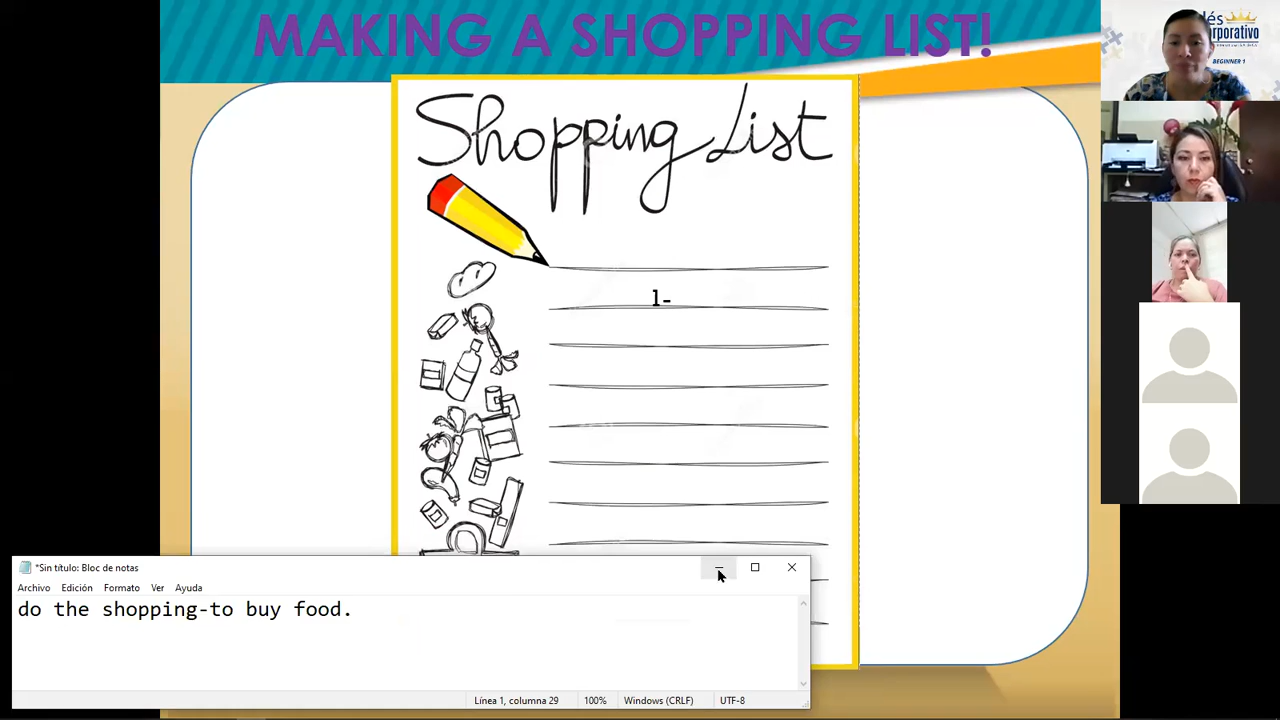 MAKING A SHOPPING LIST!
Shopping List
1-
*Sin título: Bloc de notas
Archivo Edición Formato Ver Ayuda
do the shopping-to buy food.
Línea 1, columna 29 100% Windows (CRLF) UTF-8
BEGINNER 1